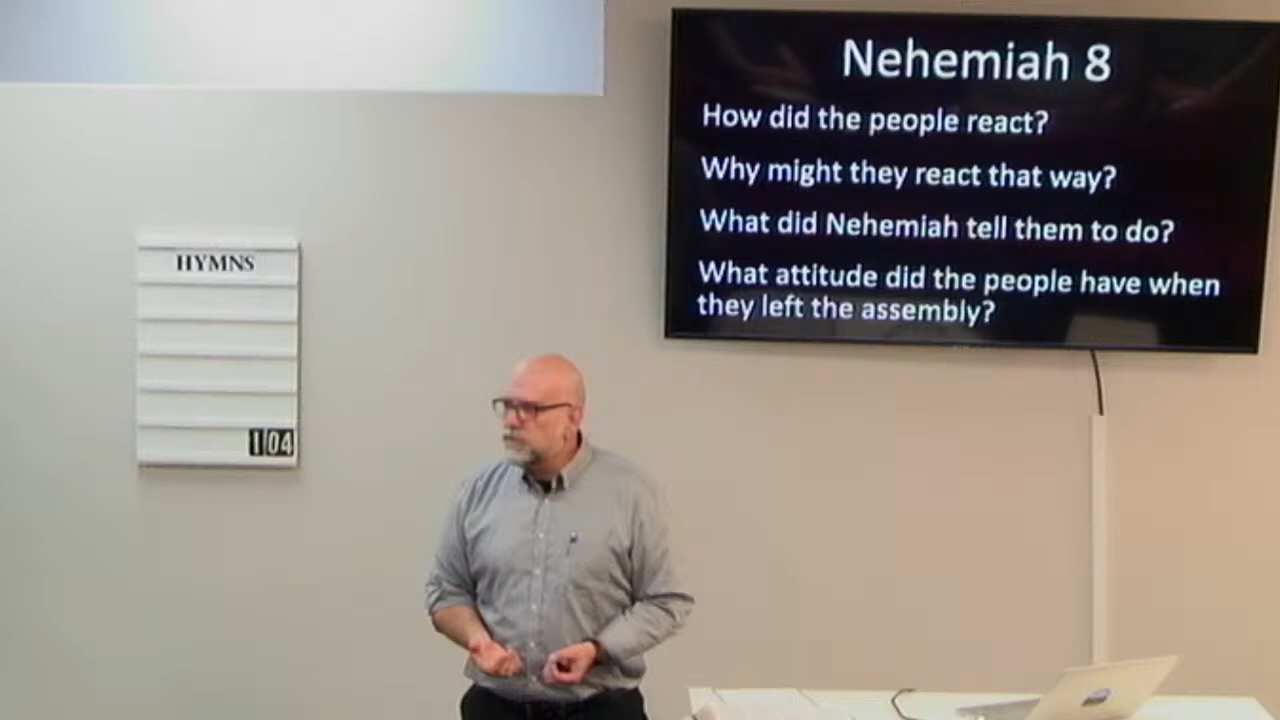 Nehemiah 8
How did the people react?
Why might they react that way?
What did Nehemiah tell them to do?
What attitude did the people have when
they left the assembly?
HYMNS
104